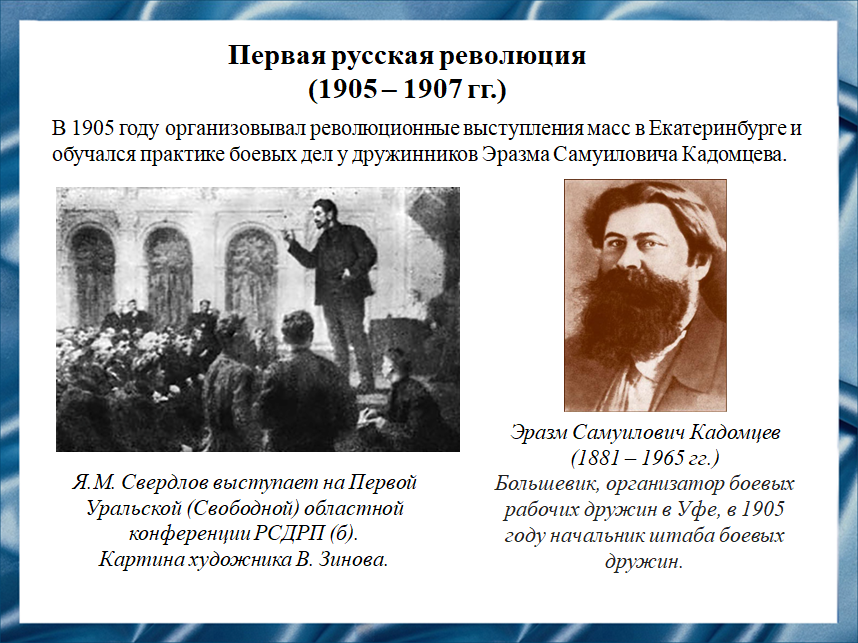 Первая русская революция
(1905 – 1907 гг.)
В 1905 году организовывал революционные выступления масс в Екатеринбурге и
обучался практике боевых дел у дружинников Эразма Самуиловича Кадомцева.
Я.М. Свердлов выступает на Первой
Уральской (Свободной) областной
конференции РСДРП (б).
Картина художника В. Зинова.
Эразм Самуилович Кадомцев
(1881 – 1965 гг.)
Большевик, организатор боевых
рабочих дружин в Уфе, в 1905
году начальник штаба боевых
дружин.